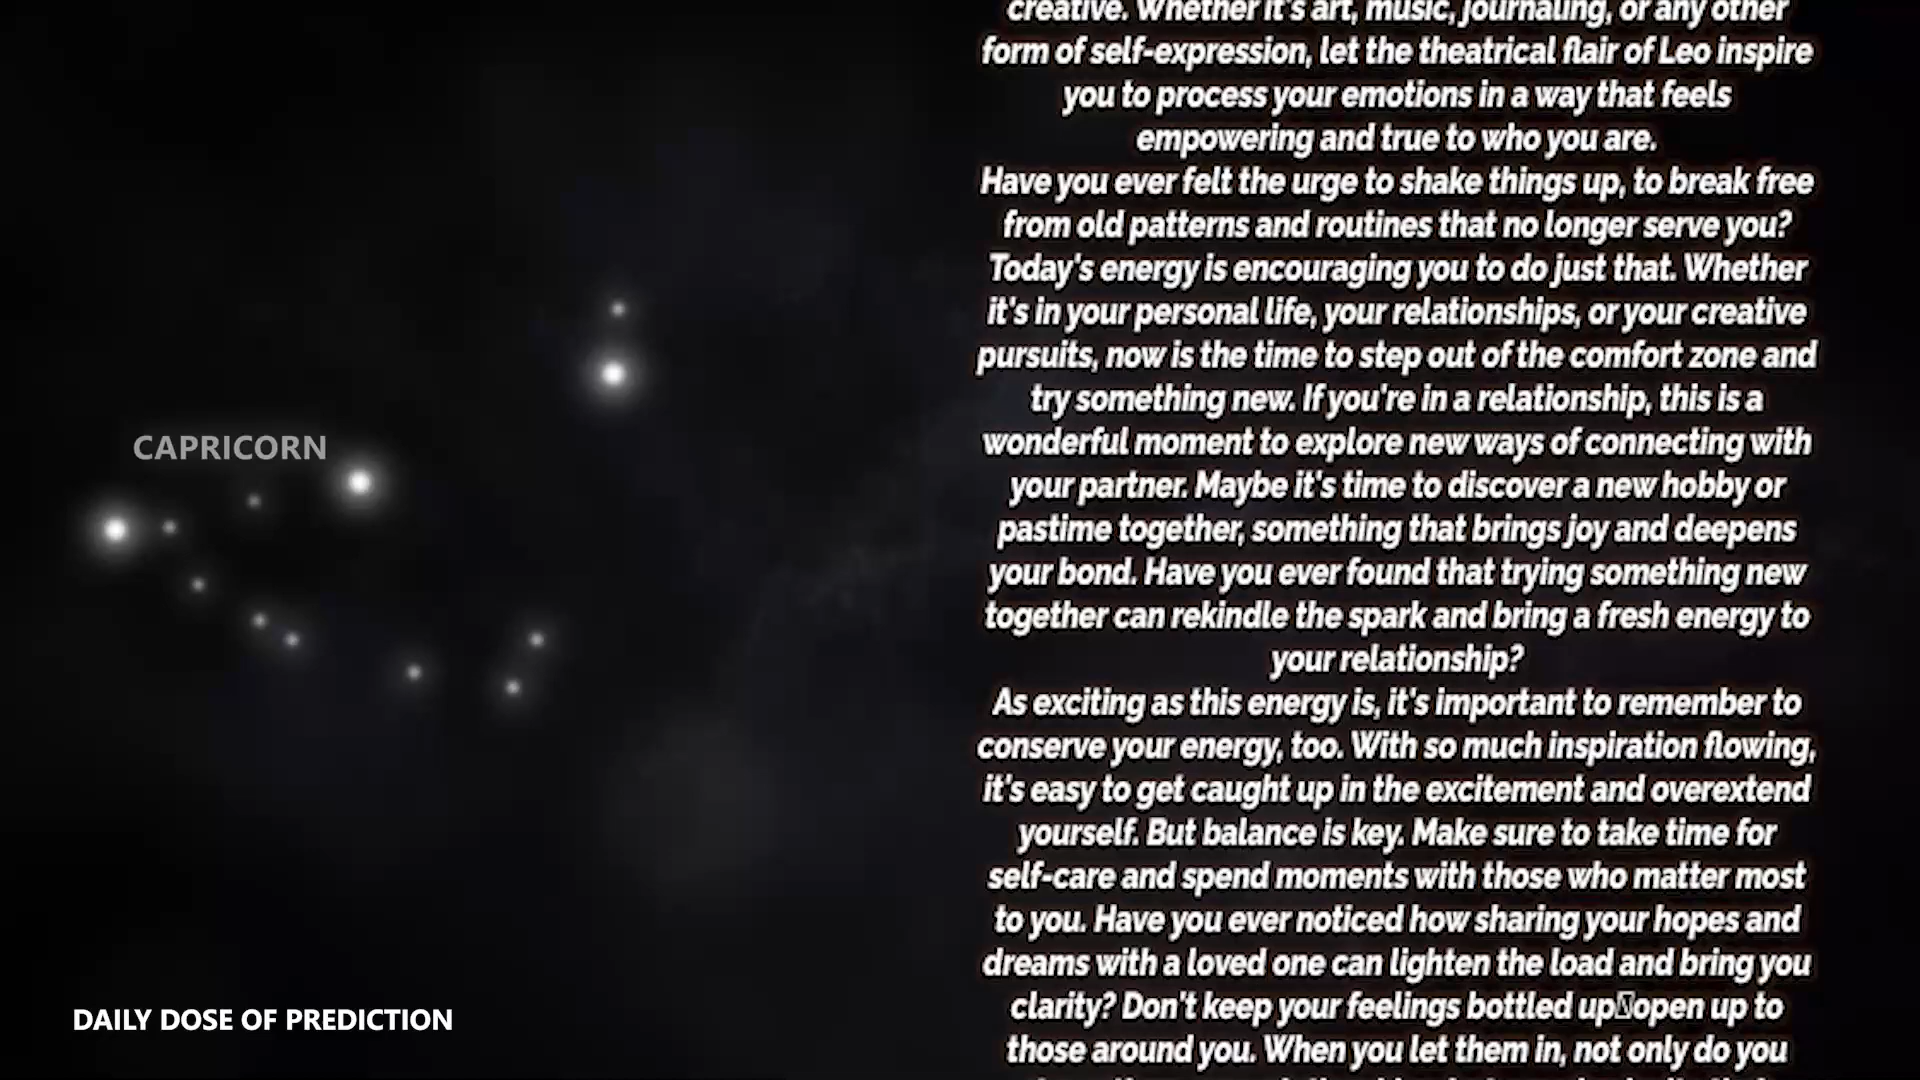 CAPRICORN
DAILY DOSE OF PREDICTION
creative. Whether it's art, music, journaling, or any other
form of self-expression, let the theatrical flair of Leo inspire
you to process your emotions in a way that feels
empowering and true to who you are.
Have you ever felt the urge to shake things up, to break free
from old patterns and routines that no longer serve you?
Today's energy is encouraging you to do just that. Whether
it's in your personal life, your relationships, or your creative
pursuits, now is the time to step out of the comfort zone and
try something new. If you're in a relationship, this is a
wonderful moment to explore new ways of connecting with
your partner. Maybe it's time to discover a new hobby or
pastime together, something that brings joy and deepens
your bond. Have you ever found that trying something new
together can rekindle the spark and bring a fresh energy to
your relationship?
As exciting as this energy is, it's important to remember to
conserve your energy, too. With so much inspiration flowing,
it's easy to get caught up in the excitement and overextend
yourself. But balance is key. Make sure to take time for
self-care and spend moments with those who matter most
to you. Have you ever noticed how sharing your hopes and
dreams with a loved one can lighten the load and bring you
clarity? Don't keep your feelings bottled up▯open up to
those around you. When you let them in, not only do you